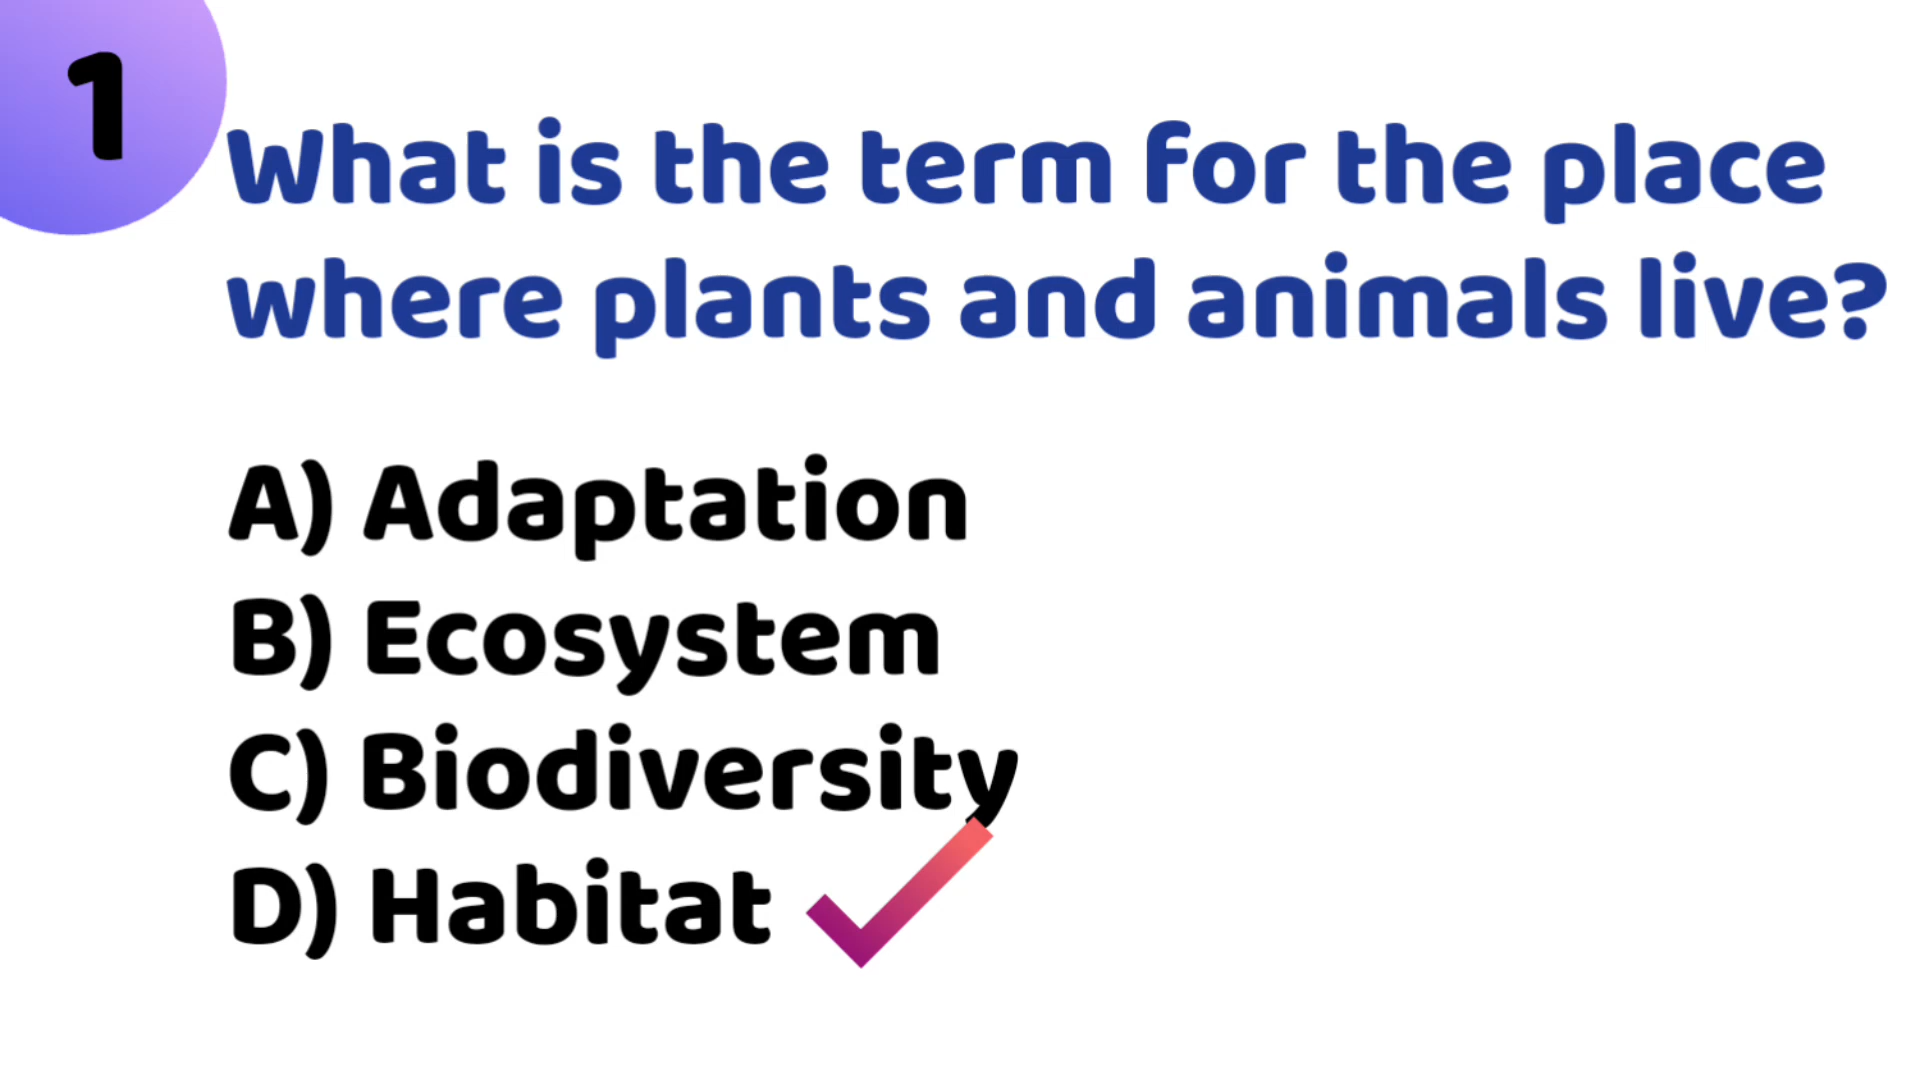 1
What is the term for the place
where plants and animals live?
A) Adaptation
B) Ecosystem
C) Biodiversity
D) Habitat